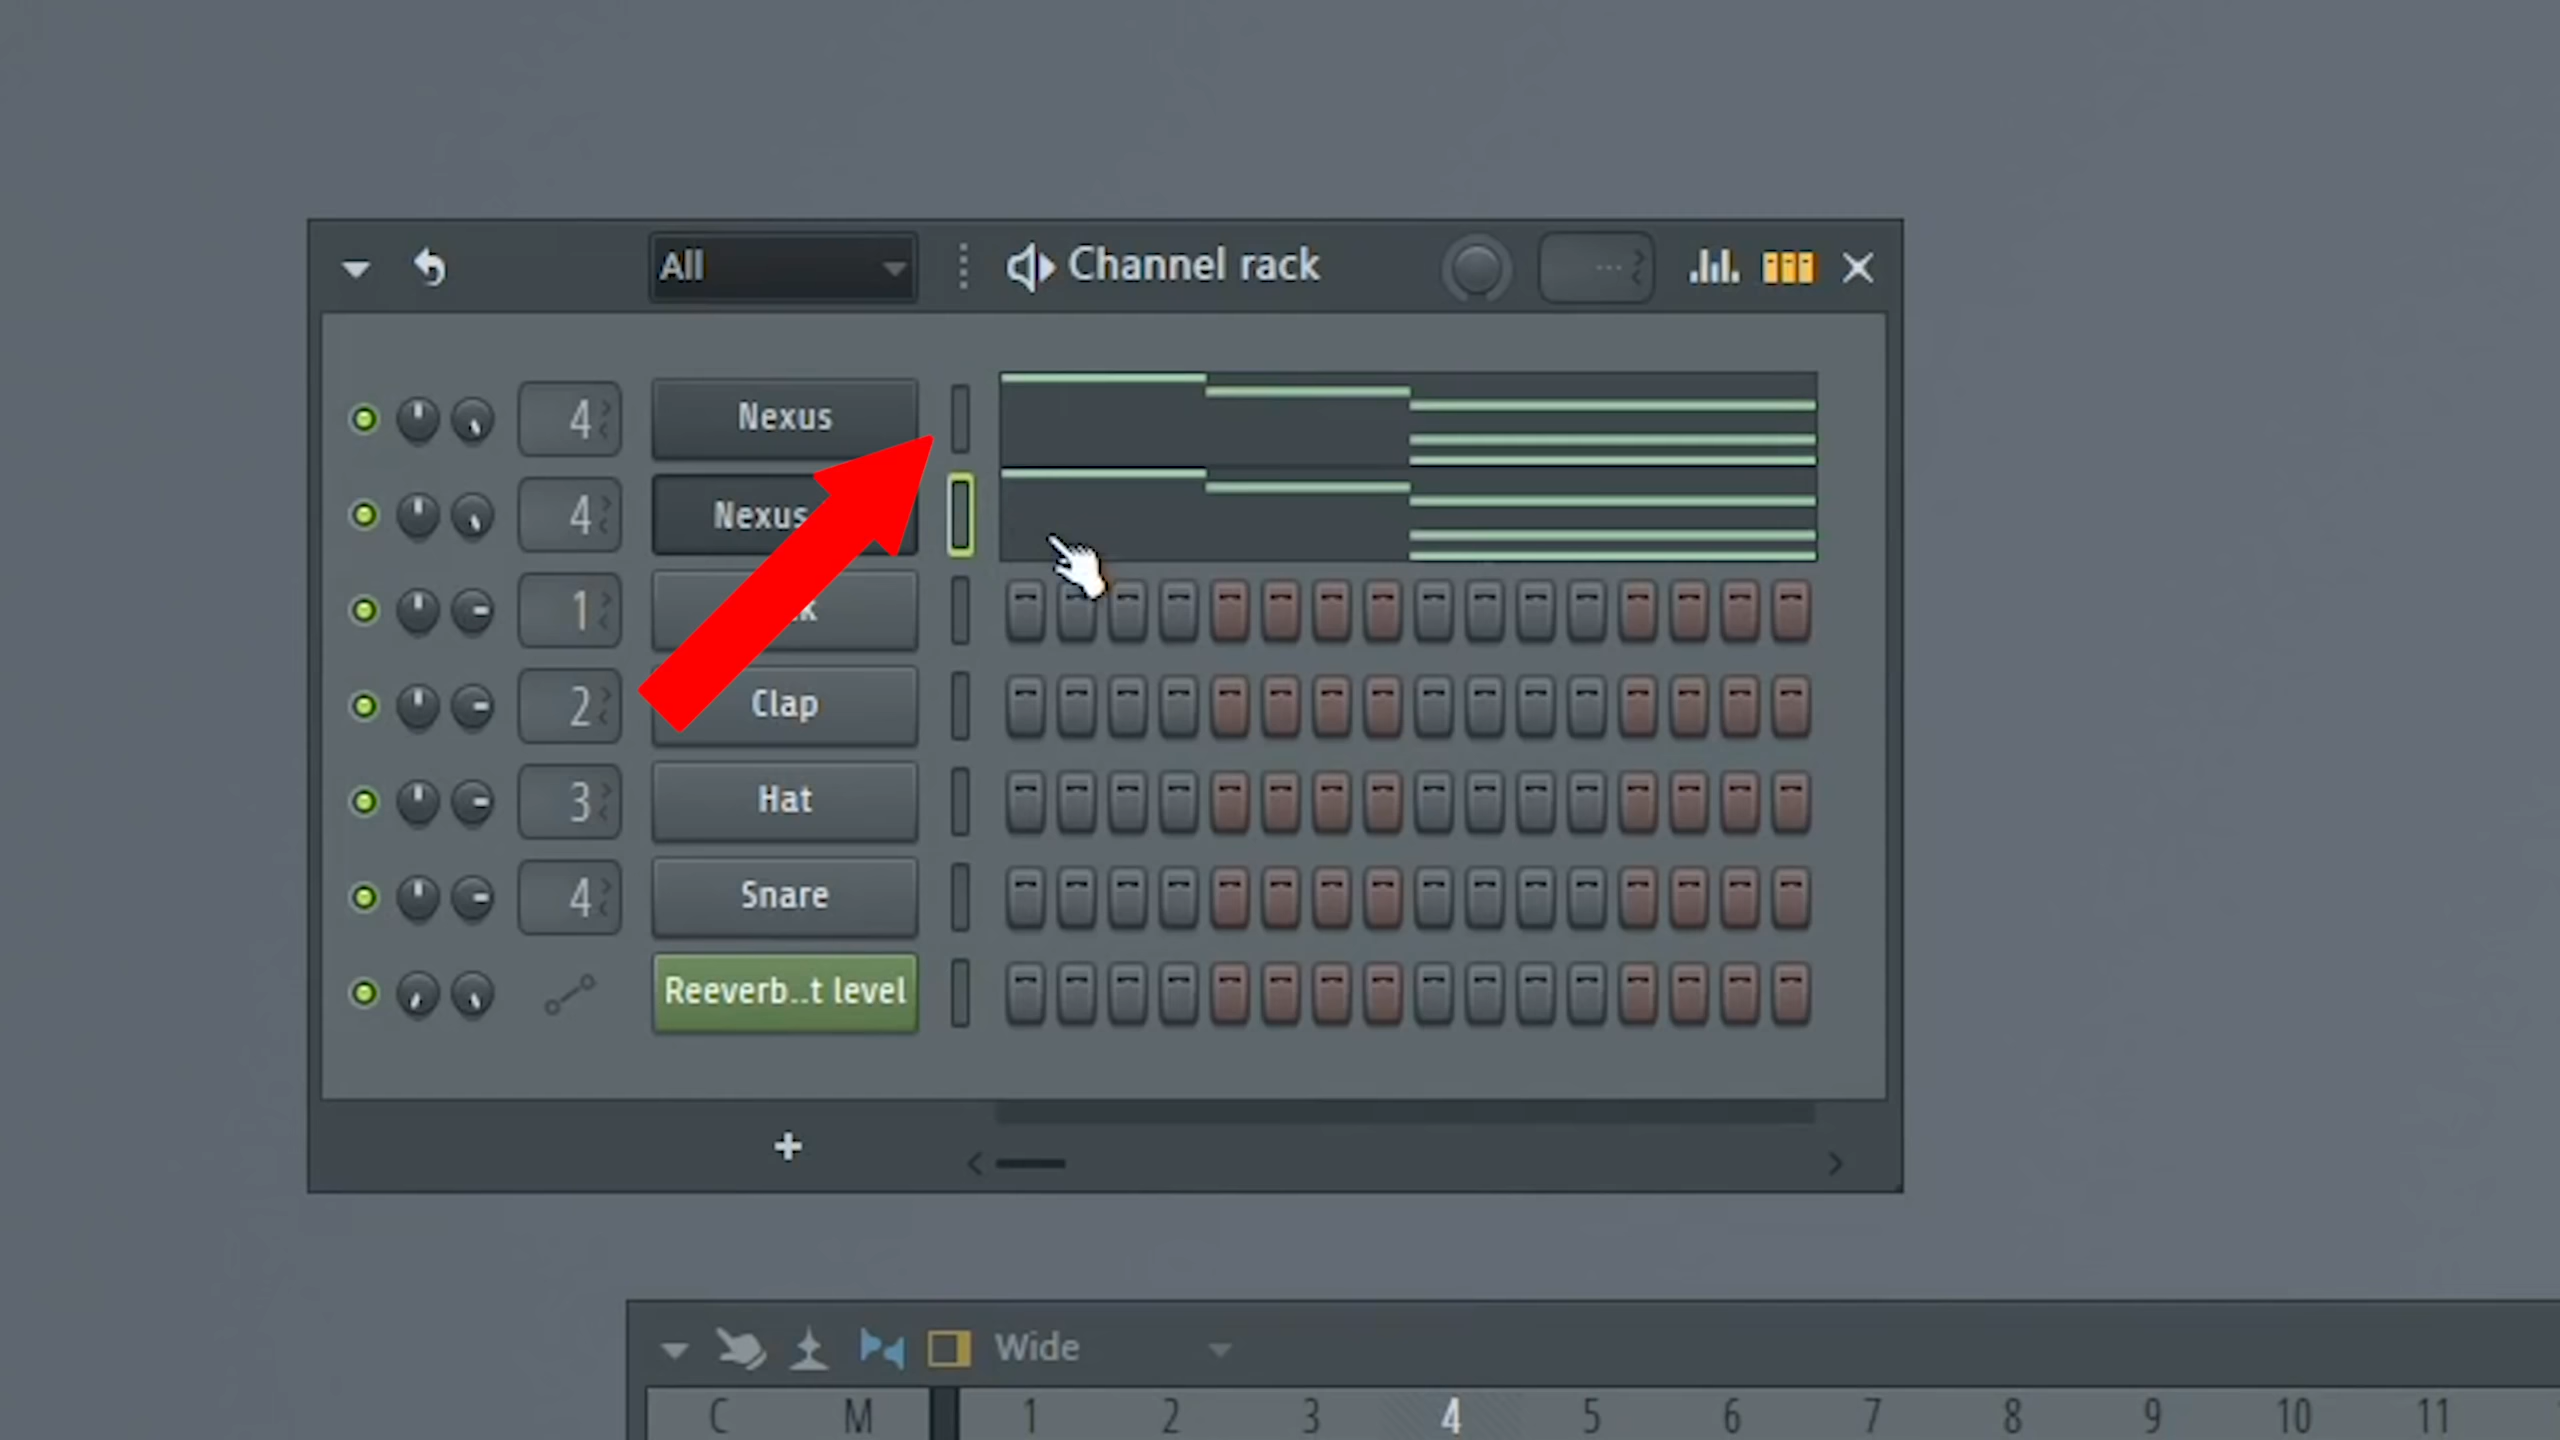 All
Channel rack
4
Nexus
4
Nexus
1
2
Clap
3
Hat
4
Snare
Reeverb..t level
Wide
C M 1 2 3 4 5 6 7 8 9 10 11